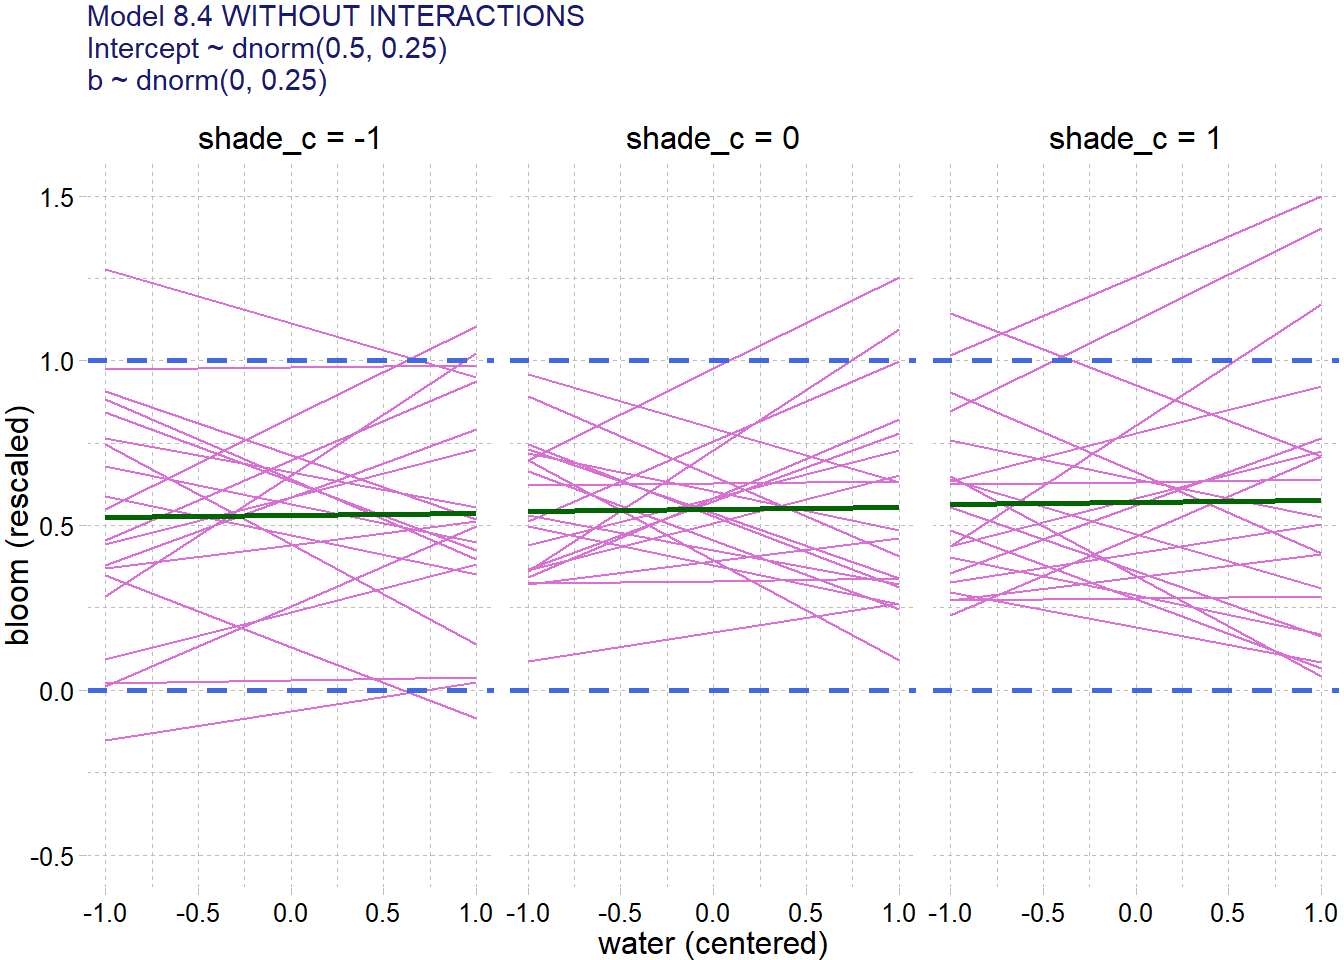 Model 8.4 WITHOUT INTERACTIONS
Intercept ~ dnorm(0.5, 0.25)
b ~ dnorm(0, 0.25)
shade_c = -1
shade_c = 0
shade_c = 1
bloom (rescaled)
1.5
1.0
0.5
0.0
-0.5
-1.0 -0.5 0.0 0.5 1.0
-1.0 -0.5 0.0 0.5 1.0
-1.0 -0.5 0.0 0.5 1.0
water (centered)